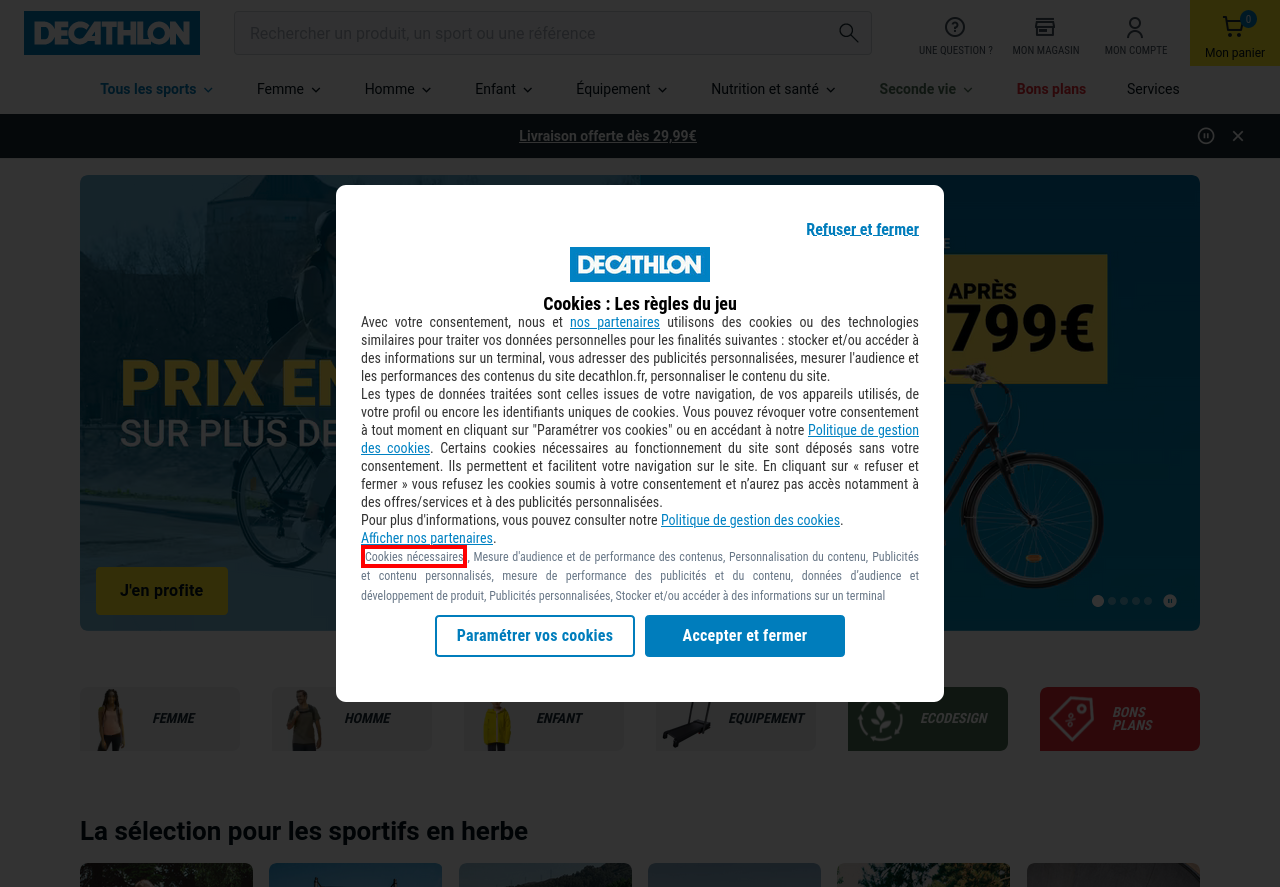 DECATHLON
Rechercher un produit, un sport ou une référence
UNE QUESTION ?
MON MAGASIN
MON COMPTE
0
Mon panier
Tous les sports
Femme
Homme
Enfant
Équipement
Nutrition et santé
Seconde vie
Bons plans
Services
Livraison offerte dès 29,99€
Refuser et fermer
DECATHLON
Cookies : Les règles du jeu
Avec votre consentement, nous et nos partenaires utilisons des cookies ou des technologies
similaires pour traiter vos données personnelles pour les finalités suivantes : stocker et/ou accéder à
des informations sur un terminal, vous adresser des publicités personnalisées, mesurer l'audience et
les performances des contenus du site decathlon.fr, personnaliser le contenu du site.
Les types de données traitées sont celles issues de votre navigation, de vos appareils utilisés, de
votre profil ou encore les identifiants uniques de cookies. Vous pouvez révoquer votre consentement
à tout moment en cliquant sur "Paramétrer vos cookies" ou en accédant à notre Politique de gestion
des cookies. Certains cookies nécessaires au fonctionnement du site sont déposés sans votre
consentement. Ils permettent et facilitent votre navigation sur le site. En cliquant sur « refuser et
fermer » vous refusez les cookies soumis à votre consentement et n’aurez pas accès notamment à
des offres/services et à des publicités personnalisées.
Pour plus d'informations, vous pouvez consulter notre Politique de gestion des cookies.
Afficher nos partenaires.
Cookies nécessaires, Mesure d'audience et de performance des contenus, Personnalisation du contenu, Publicités
et contenu personnalisés, mesure de performance des publicités et du contenu, données d’audience et
développement de produit, Publicités personnalisées, Stocker et/ou accéder à des informations sur un terminal
Paramétrer vos cookies
Accepter et fermer
PRIX EN
SUR PLUS DE
APRÈS
799€
J'en profite
FEMME
HOMME
ENFANT
EQUIPEMENT
ECODESIGN
BONS
PLANS
La sélection pour les sportifs en herbe